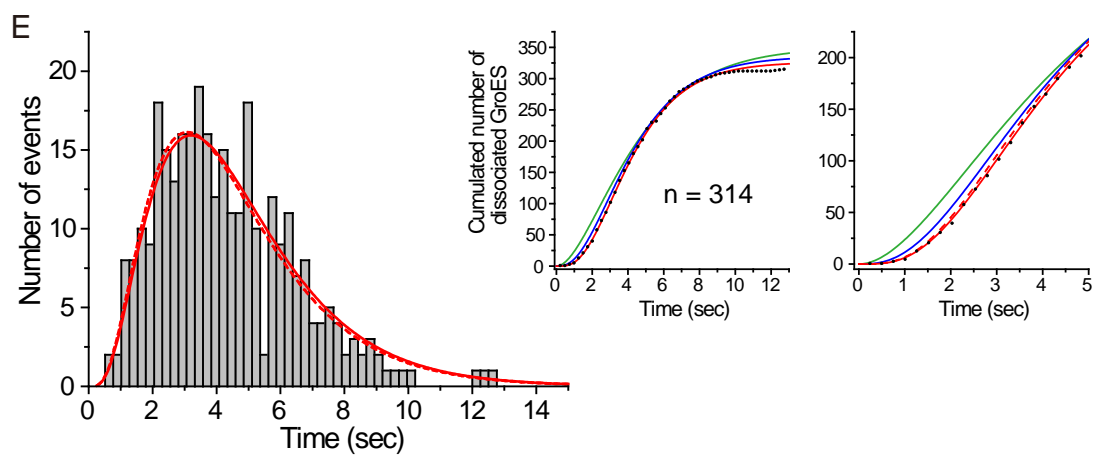 E
Number of events
20
15
10
5
0
0 2 4 6 8 10 12 14
Time (sec)
Cumulated number of
dissociated GroES
350
300
250
200
150
100
50
0
n = 314
0 2 4 6 8 10 12
Time (sec)
200
150
100
50
0
0 1 2 3 4 5
Time (sec)